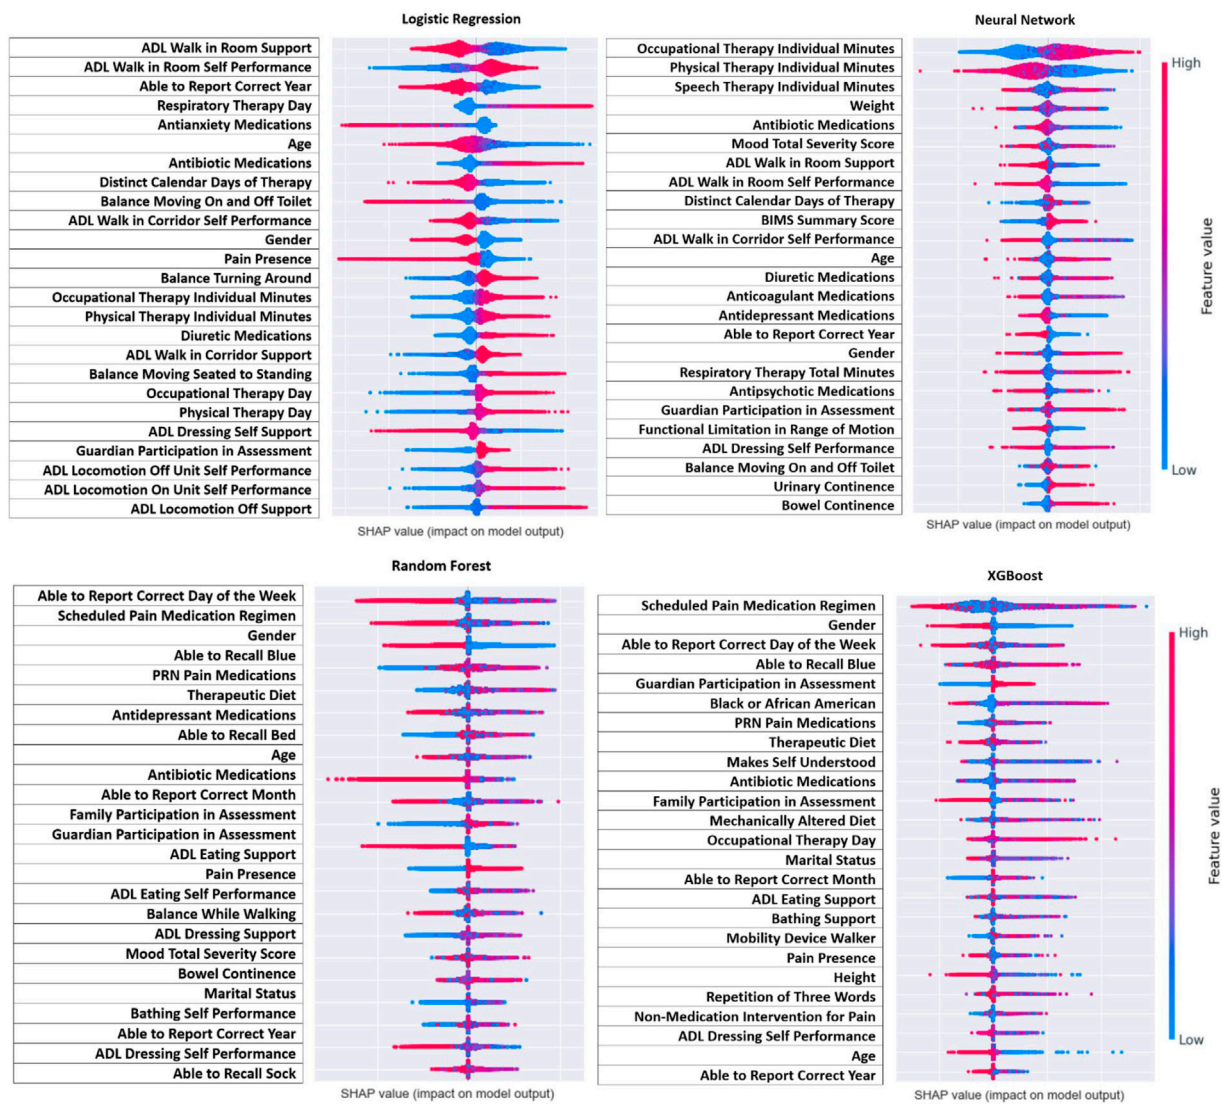 Logistic Regression
ADL Walk in Room Support
ADL Walk in Room Self Performance
Able to Report Correct Year
Respiratory Therapy Day
Antianxiety Medications
Age
Antibiotic Medications
Distinct Calendar Days of Therapy
Balance Moving On and Off Toilet
ADL Walk in Corridor Self Performance
Gender
Pain Presence
Balance Turning Around
Occupational Therapy Individual Minutes
Physical Therapy Individual Minutes
Diuretic Medications
ADL Walk in Corridor Support
Balance Moving Seated to Standing
Occupational Therapy Day
Physical Therapy Day
ADL Dressing Self Support
Guardian Participation in Assessment
ADL Locomotion Off Unit Self Performance
ADL Locomotion On Unit Self Performance
ADL Locomotion Off Support
SHAP value (impact on model output)
Neural Network
Occupational Therapy Individual Minutes
Physical Therapy Individual Minutes
Speech Therapy Individual Minutes
Weight
Antibiotic Medications
Mood Total Severity Score
ADL Walk in Room Support
ADL Walk in Room Self Performance
Distinct Calendar Days of Therapy
BIMS Summary Score
ADL Walk in Corridor Self Performance
Age
Diuretic Medications
Anticoagulant Medications
Antidepressant Medications
Able to Report Correct Year
Gender
Respiratory Therapy Total Minutes
Antipsychotic Medications
Guardian Participation in Assessment
Functional Limitation in Range of Motion
ADL Dressing Self Performance
Balance Moving On and Off Toilet
Urinary Continence
Bowel Continence
SHAP value (impact on model output)
High
Feature value
Low
Random Forest
Able to Report Correct Day of the Week
Scheduled Pain Medication Regimen
Gender
Able to Recall Blue
PRN Pain Medications
Therapeutic Diet
Antidepressant Medications
Able to Recall Bed
Age
Antibiotic Medications
Able to Report Correct Month
Family Participation in Assessment
Guardian Participation in Assessment
ADL Eating Support
Pain Presence
ADL Eating Self Performance
Balance While Walking
ADL Dressing Support
Mood Total Severity Score
Bowel Continence
Marital Status
Bathing Self Performance
Able to Report Correct Year
ADL Dressing Self Performance
Able to Recall Sock
SHAP value (impact on model output)
XGBoost
Scheduled Pain Medication Regimen
Gender
Able to Report Correct Day of the Week
Able to Recall Blue
Guardian Participation in Assessment
Black or African American
PRN Pain Medications
Therapeutic Diet
Makes Self Understood
Antibiotic Medications
Family Participation in Assessment
Mechanically Altered Diet
Occupational Therapy Day
Marital Status
Able to Report Correct Month
ADL Eating Support
Bathing Support
Mobility Device Walker
Pain Presence
Height
Repetition of Three Words
Non-Medication Intervention for Pain
ADL Dressing Self Performance
Age
Able to Report Correct Year
SHAP value (impact on model output)
High
Feature value
Low